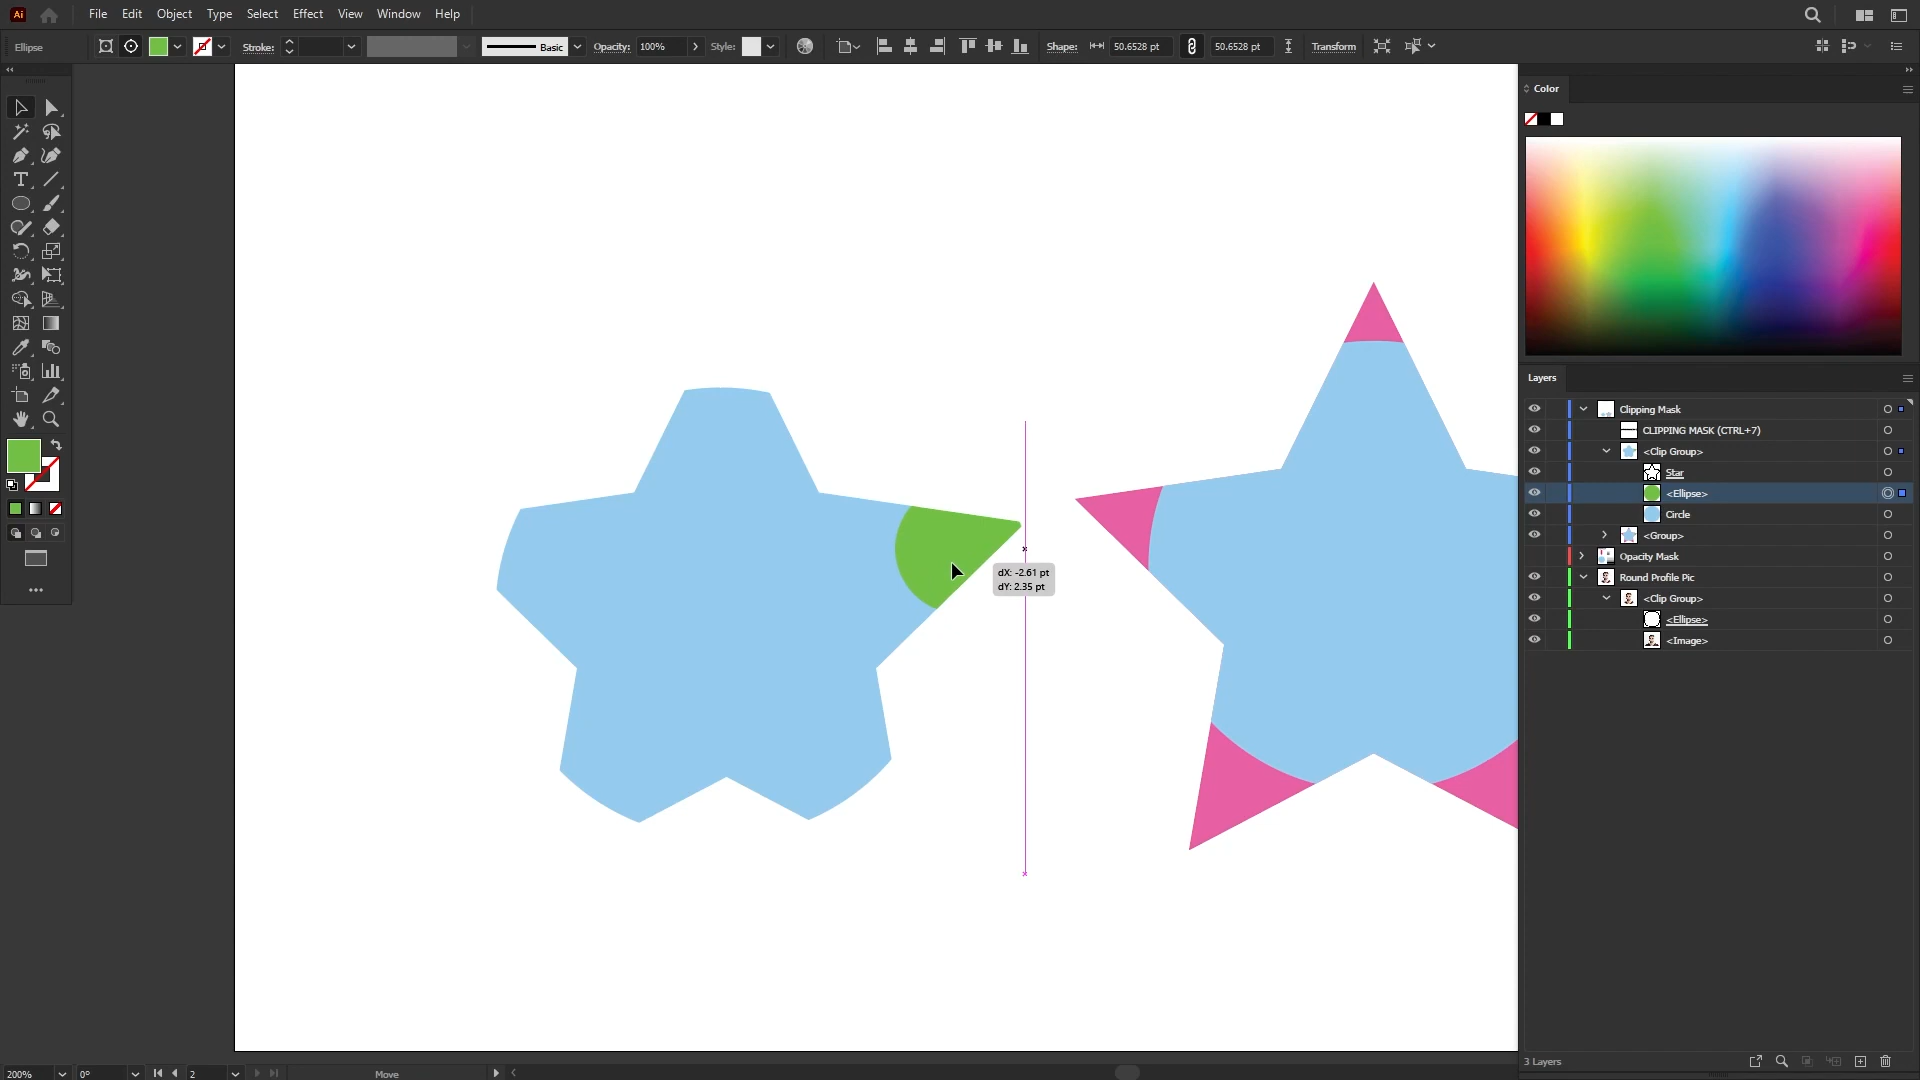 Ai File Edit Object Type Select Effect View Window Help
Ellipse Stroke: Basic Opacity: 100% Style: Shape: 50.6528 pt 50.6528 pt Transform
Color
Layers
Clipping Mask
CLIPPING MASK (CTRL+7)
<Clip Group>
Star
<Ellipse>
Circle
<Group>
Opacity Mask
Round Profile Pic
<Clip Group>
<Ellipse>
<Image>
dX: -2.61 pt
dY: 2.35 pt
3 Layers
200% 0° 2 Move